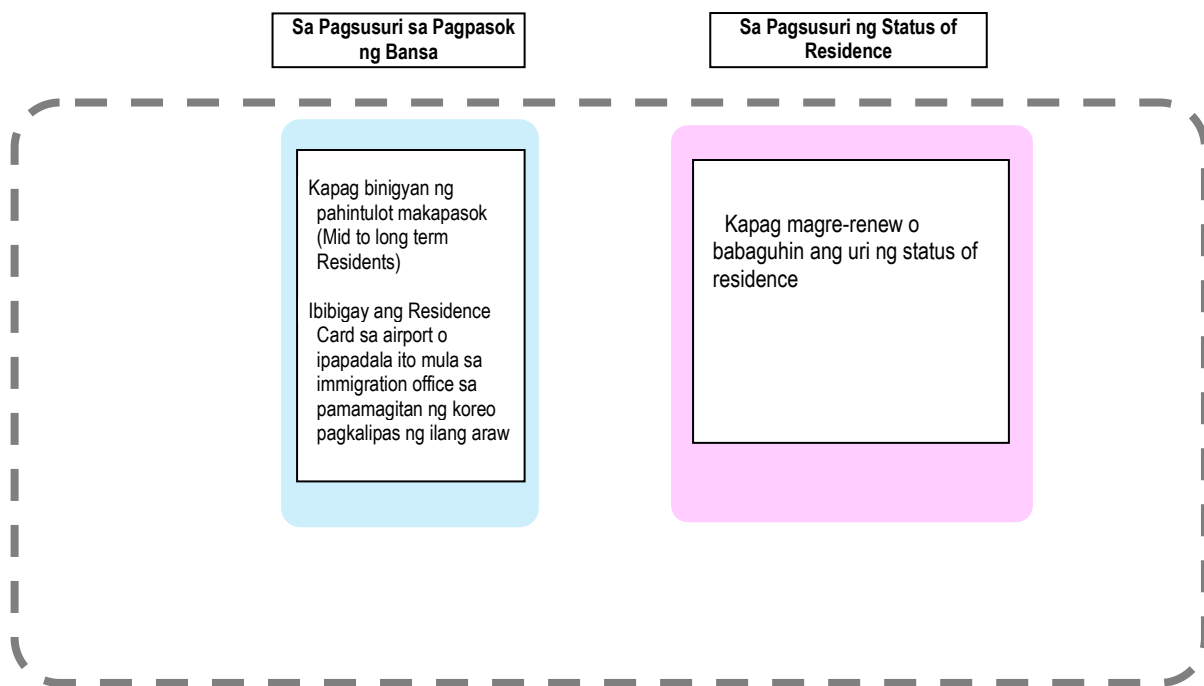 Sa Pagsusuri sa Pagpasok
ng Bansa
Sa Pagsusuri ng Status of
Residence
Kapag binigyan ng
pahintulot makapasok
(Mid to long term
Residents)
Ibibigay ang Residence
Card sa airport o
ipapadala ito mula sa
immigration office sa
pamamagitan ng koreo
pagkalipas ng ilang araw
Kapag magre-renew o
babaguhin ang uri ng status of
residence